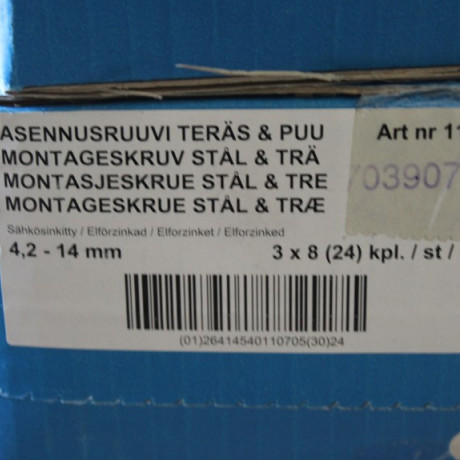 ASENNUSRUUVI TERÄS & PUU Art nr 11
MONTAGESKRUV STÅL & TRÄ
MONTASJESKRUE STÅL & TRE 703907
MONTAGESKRUE STÅL & TRÆ
Sähkösinkitty / Elförzinkad / Elforzinket / Elforzinked
4,2 - 14 mm 3 x 8 (24) kpl. / st /
(01)26414540110705(30)24